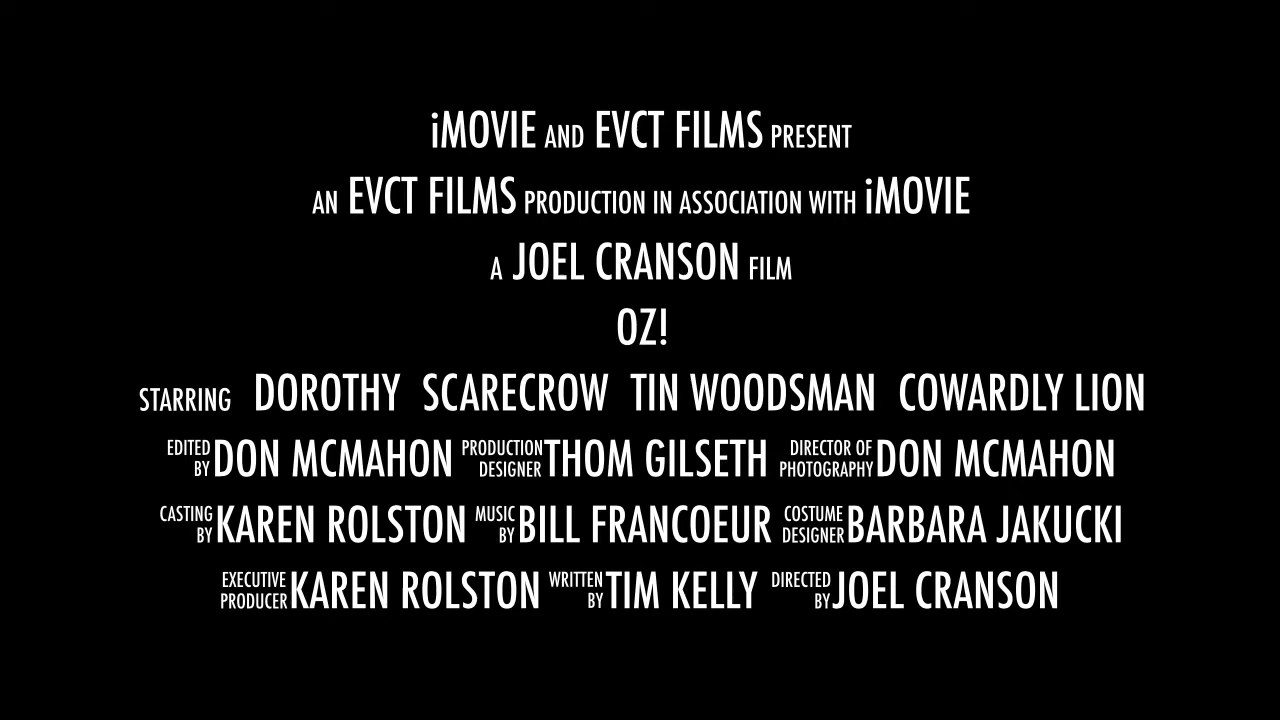 iMOVIE AND EVCT FILMS PRESENT
AN EVCT FILMS PRODUCTION IN ASSOCIATION WITH iMOVIE
A JOEL CRANSON FILM
OZ!
STARRING DOROTHY SCARECROW TIN WOODSMAN COWARDLY LION
EDITED BY DON MCMAHON PRODUCTION DESIGNER THOM GILSETH DIRECTOR OF PHOTOGRAPHY DON MCMAHON
CASTING BY KAREN ROLSTON MUSIC BY BILL FRANCOEUR COSTUME DESIGNER BARBARA JAKUCKI
EXECUTIVE PRODUCER KAREN ROLSTON WRITTEN BY TIM KELLY DIRECTED BY JOEL CRANSON